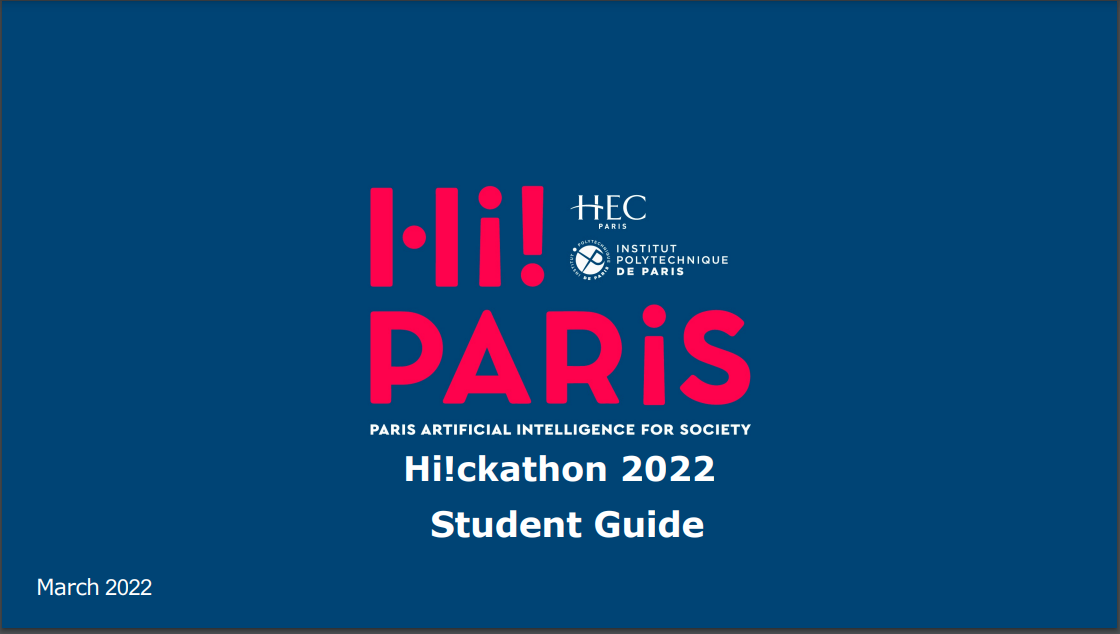 Hi!
HEC
PARIS
INSTITUT
POLYTECHNIQUE
DE PARIS
PARiS
PARIS ARTIFICIAL INTELLIGENCE FOR SOCIETY
Hi!ckathon 2022
Student Guide
March 2022